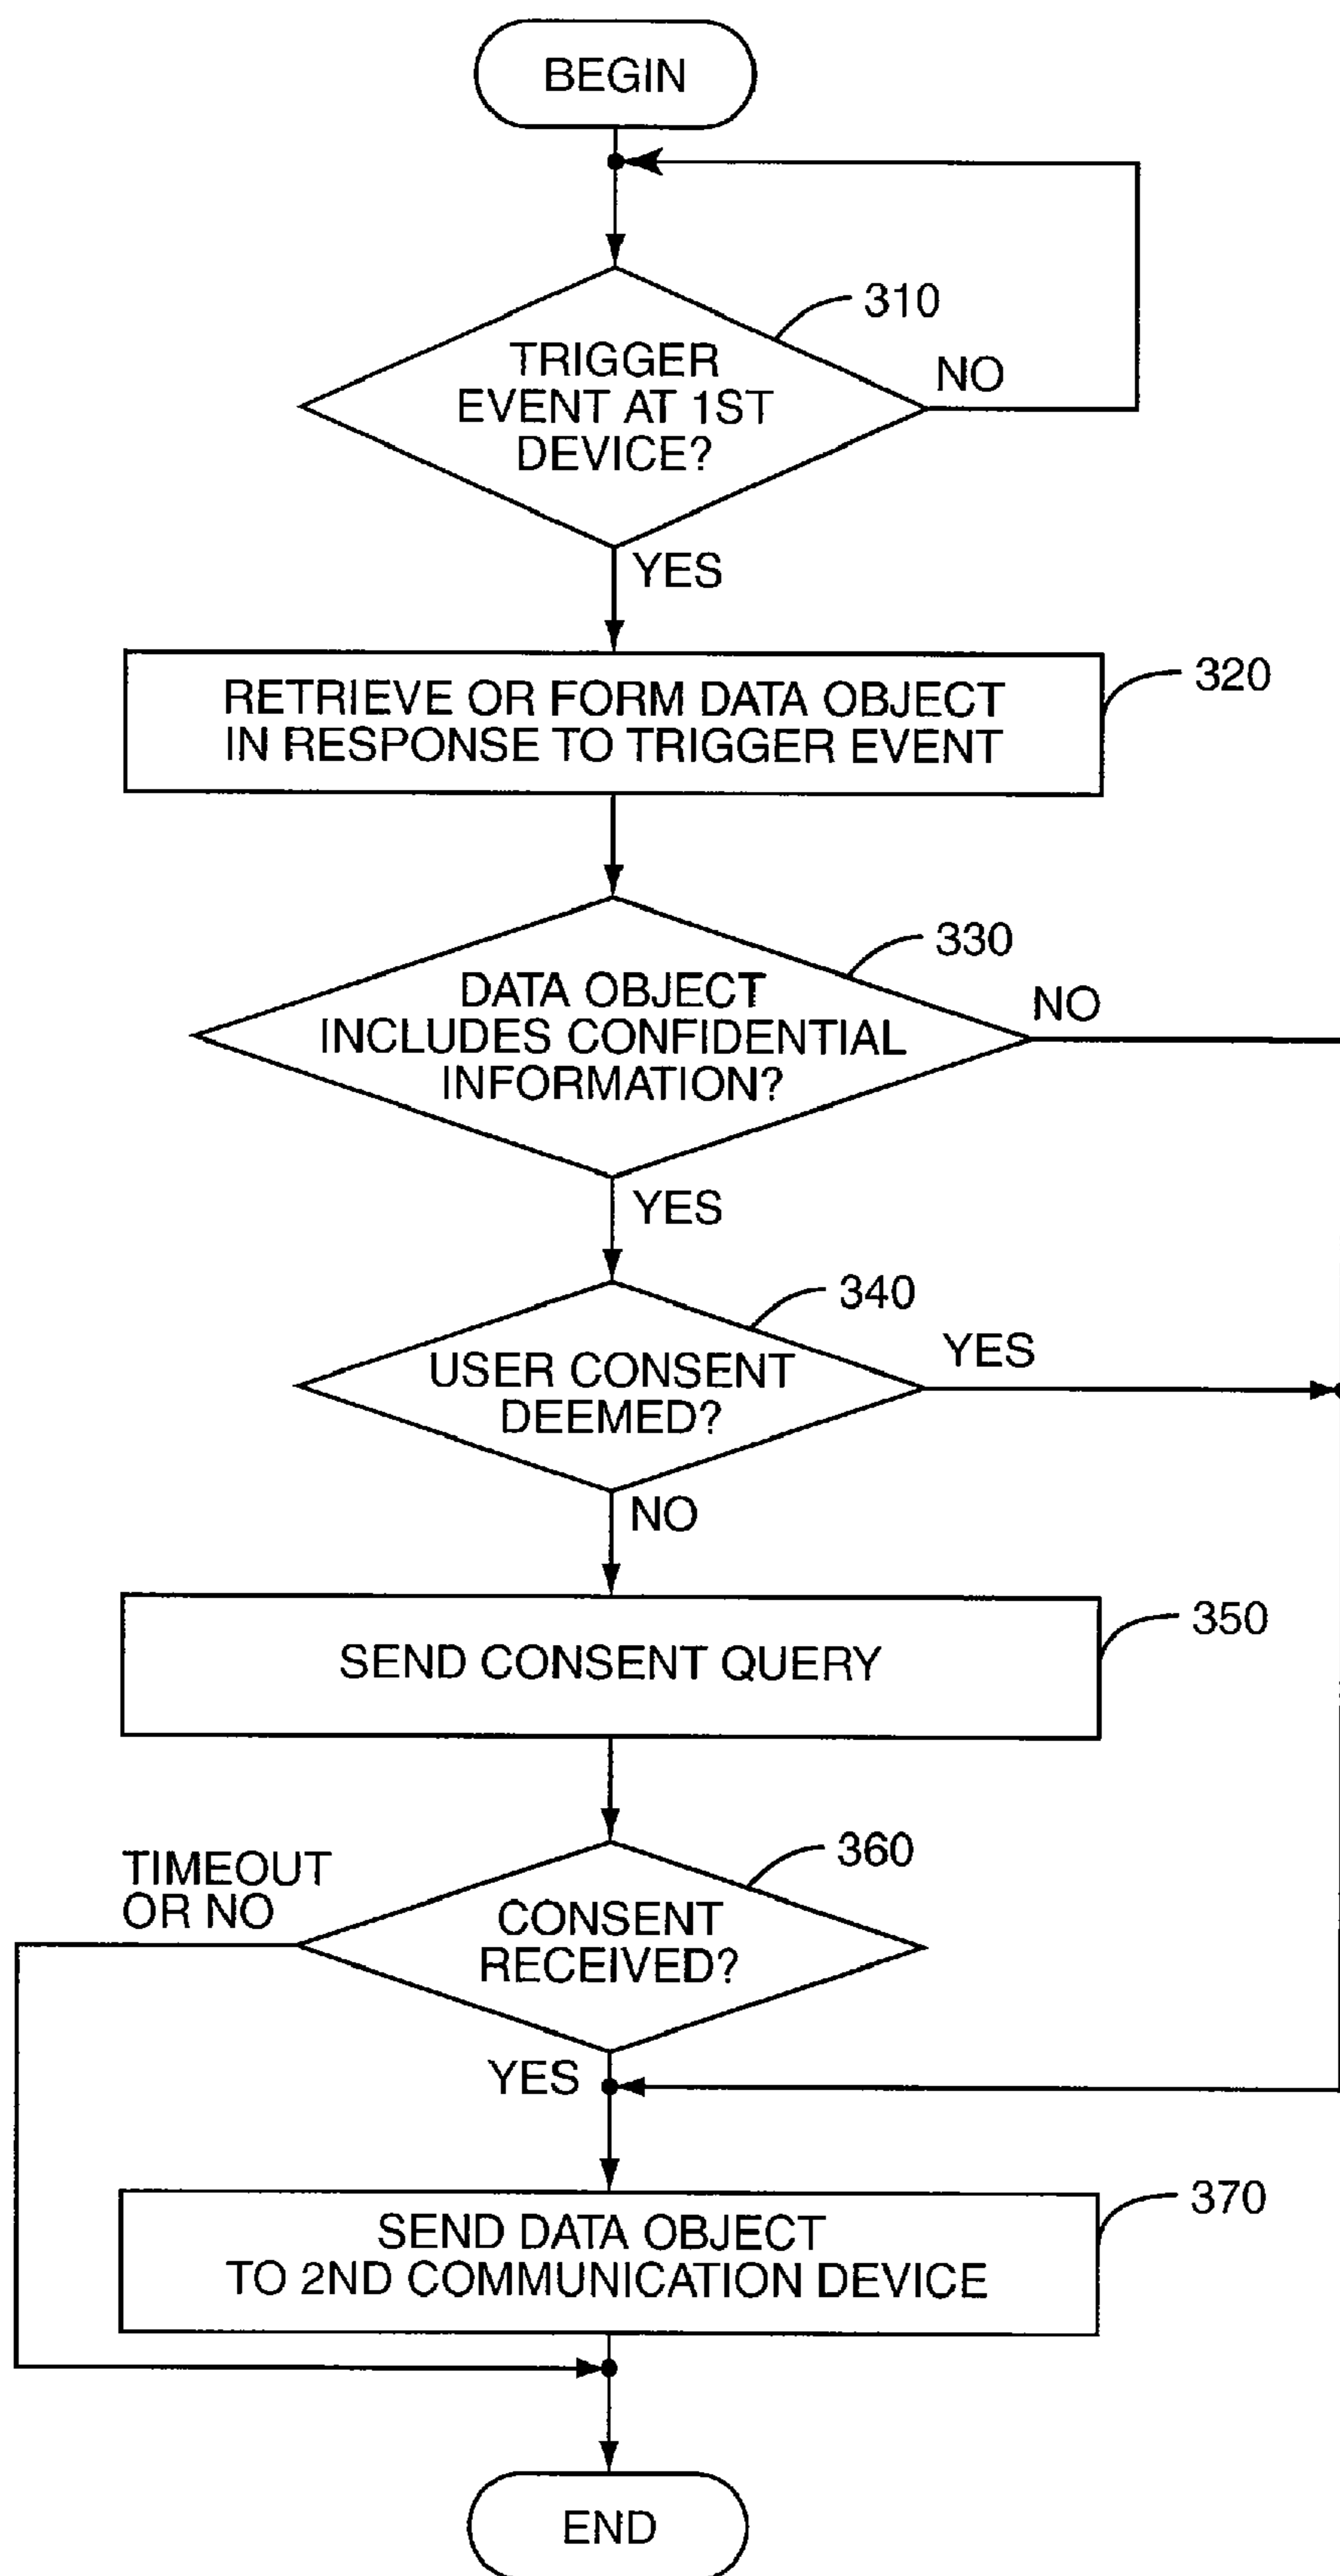 BEGIN
310
TRIGGER
EVENT AT 1ST
DEVICE?
NO
YES
320
RETRIEVE OR FORM DATA OBJECT
IN RESPONSE TO TRIGGER EVENT
330
DATA OBJECT
INCLUDES CONFIDENTIAL
INFORMATION?
NO
YES
340
USER CONSENT
DEEMED?
YES
NO
350
SEND CONSENT QUERY
360
TIMEOUT
OR NO
CONSENT
RECEIVED?
YES
370
SEND DATA OBJECT
TO 2ND COMMUNICATION DEVICE
END